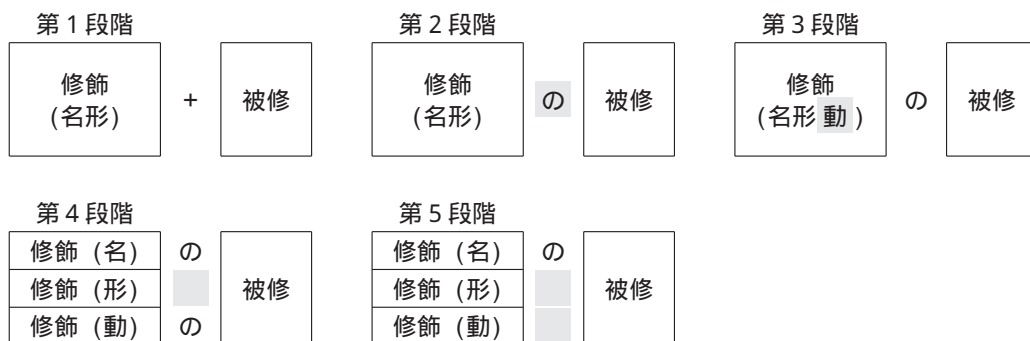 第1段階
修飾
(名形)
+
被修
第2段階
修飾
(名形)
の
被修
第3段階
修飾
(名形動)
の
被修
第4段階
修飾 (名) の
修飾 (形)
修飾 (動) の
被修
第5段階
修飾 (名) の
修飾 (形)
修飾 (動)
被修